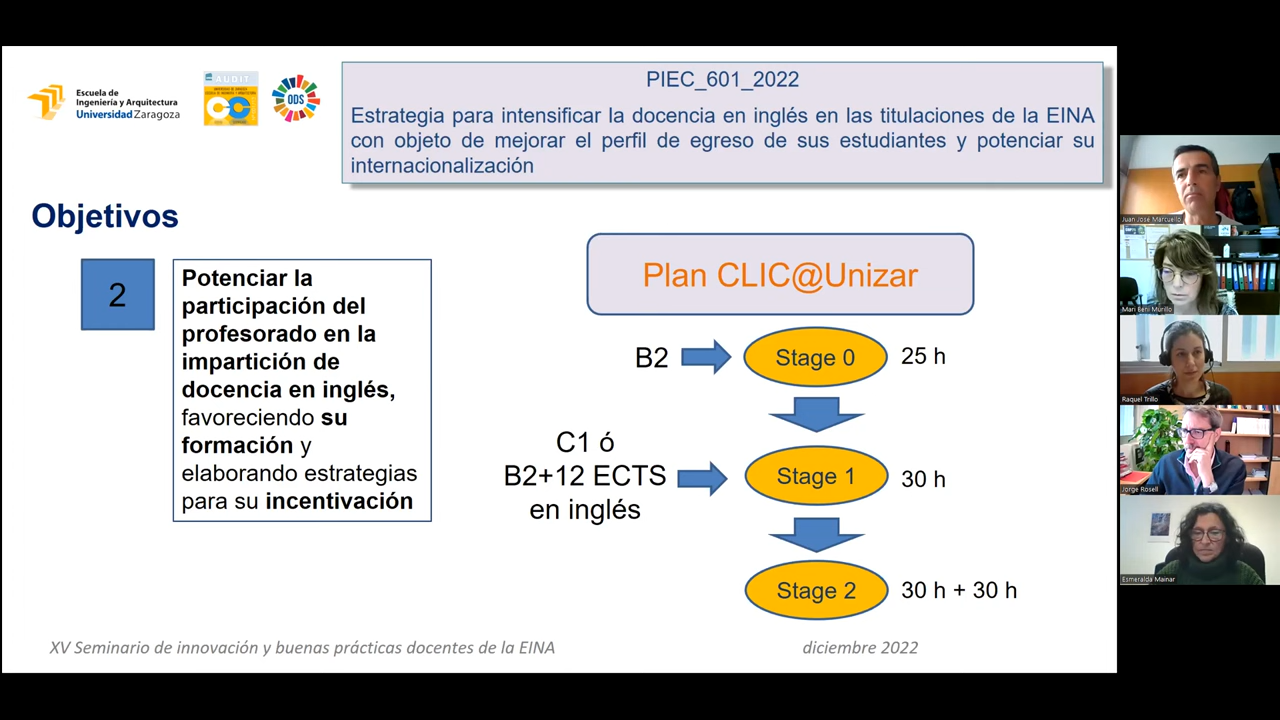 Escuela de
Ingeniería y Arquitectura
Universidad Zaragoza
AUDIT
ODS
PIEC_601_2022
Estrategia para intensificar la docencia en inglés en las titulaciones de la EINA
con objeto de mejorar el perfil de egreso de sus estudiantes y potenciar su
internacionalización
Objetivos
2
Potenciar la
participación del
profesorado en la
impartición de
docencia en inglés,
favoreciendo su
formación y
elaborando estrategias
para su incentivación
Plan CLIC@Unizar
B2
Stage 0
25 h
C1 ó
B2+12 ECTS
en inglés
Stage 1
30 h
Stage 2
30 h + 30 h
XV Seminario de innovación y buenas prácticas docentes de la EINA
diciembre 2022
Juan José Marcuello
Mari Beni Murillo
Raquel Trillo
Jorge Rosell
Esmeralda Mainar